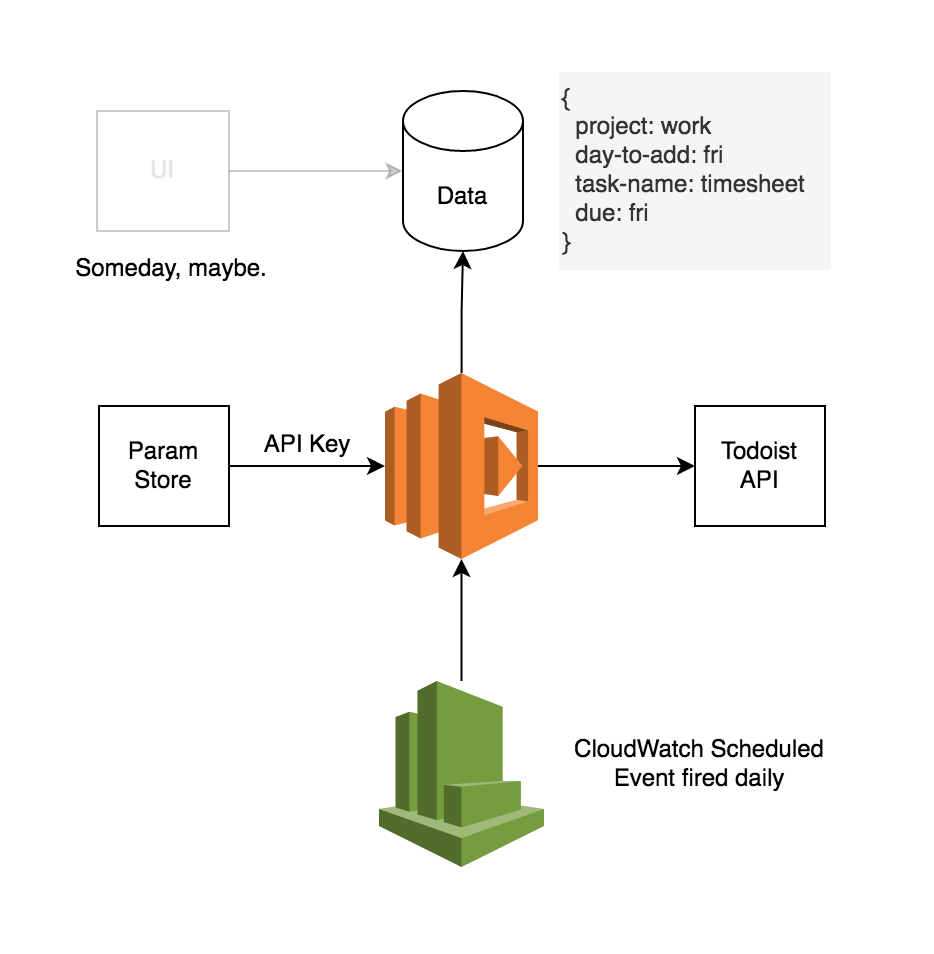 UI
Someday, maybe.
Data
{
project: work
day-to-add: fri
task-name: timesheet
due: fri
}
Param
Store
API Key
Todoist
API
CloudWatch Scheduled
Event fired daily